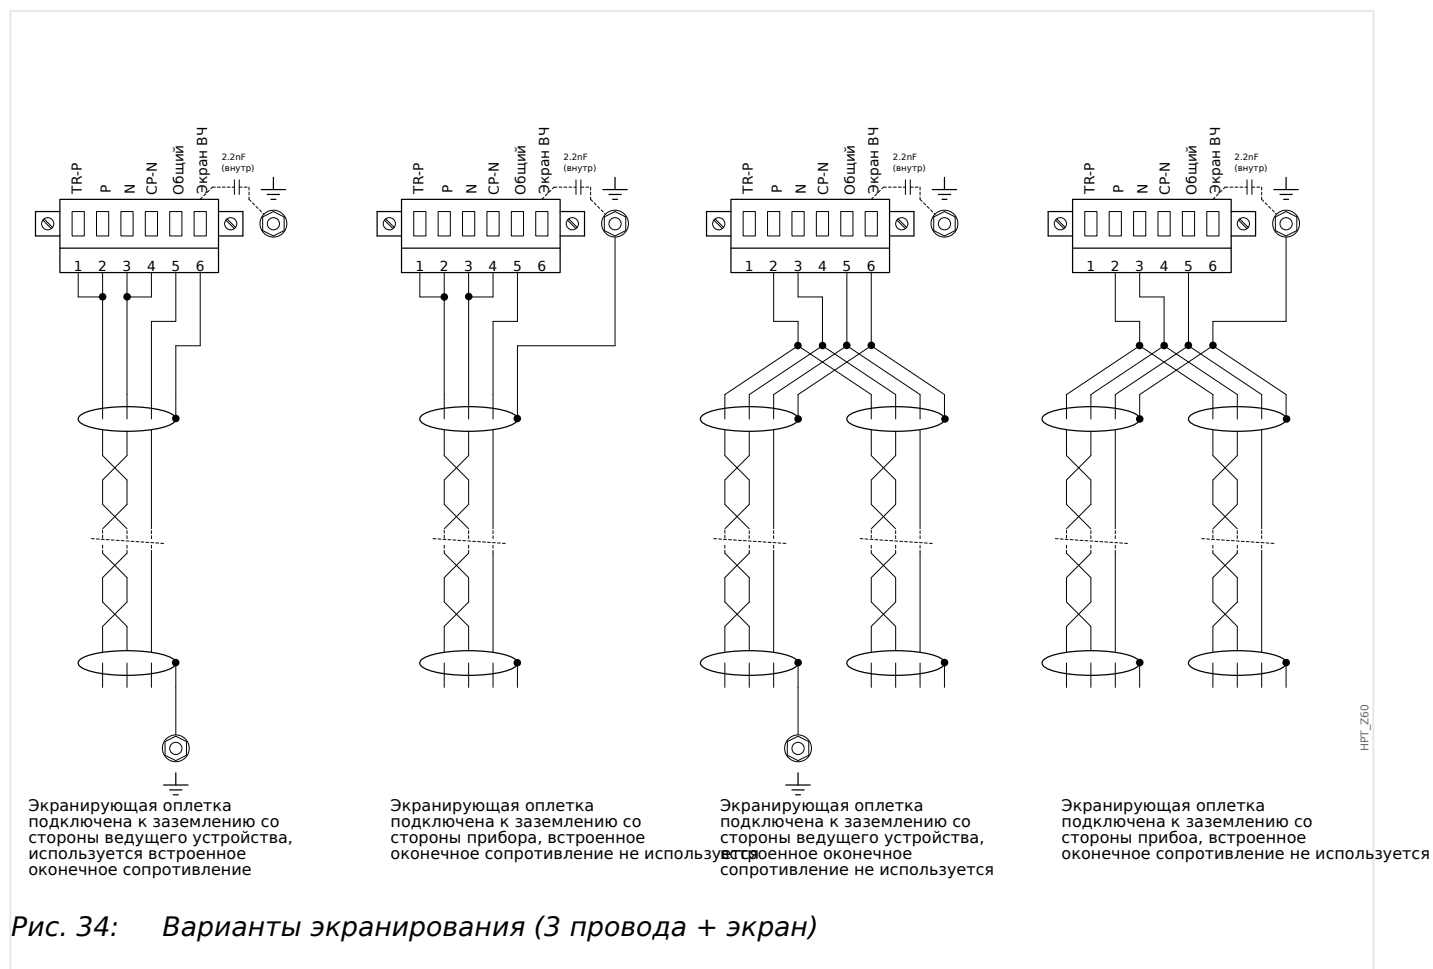 TR-P
P
N
CP-N
Общий
Экран ВЧ
2.2nF
(внутр)
1 2 3 4 5 6
TR-P
P
N
CP-N
Общий
Экран ВЧ
2.2nF
(внутр)
1 2 3 4 5 6
TR-P
P
N
CP-N
Общий
Экран ВЧ
2.2nF
(внутр)
1 2 3 4 5 6
TR-P
P
N
CP-N
Общий
Экран ВЧ
2.2nF
(внутр)
1 2 3 4 5 6
HPT_Z60
Экранирующая оплетка
подключена к заземлению со
стороны ведущего устройства,
используется встроенное
оконечное сопротивление
Экранирующая оплетка
подключена к заземлению со
стороны прибора, встроенное
оконечное сопротивление не используется
Экранирующая оплетка
подключена к заземлению со
стороны ведущего устройства,
встроенное оконечное
сопротивление не используется
Экранирующая оплетка
подключена к заземлению со
стороны прибоа, встроенное
оконечное сопротивление не используется
Рис. 34: Варианты экранирования (3 провода + экран)